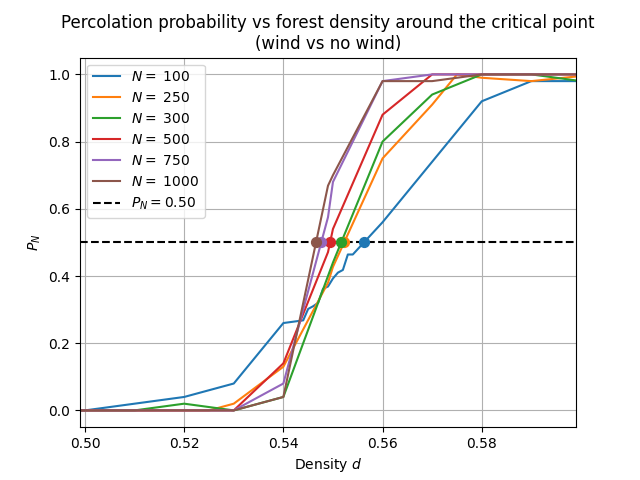 Percolation probability vs forest density around the critical point
(wind vs no wind)
N = 100
N = 250
N = 300
N = 500
N = 750
N = 1000
P_N = 0.50
1.0
0.8
0.6
0.4
0.2
0.0
P_N
0.50 0.52 0.54 0.56 0.58
Density d